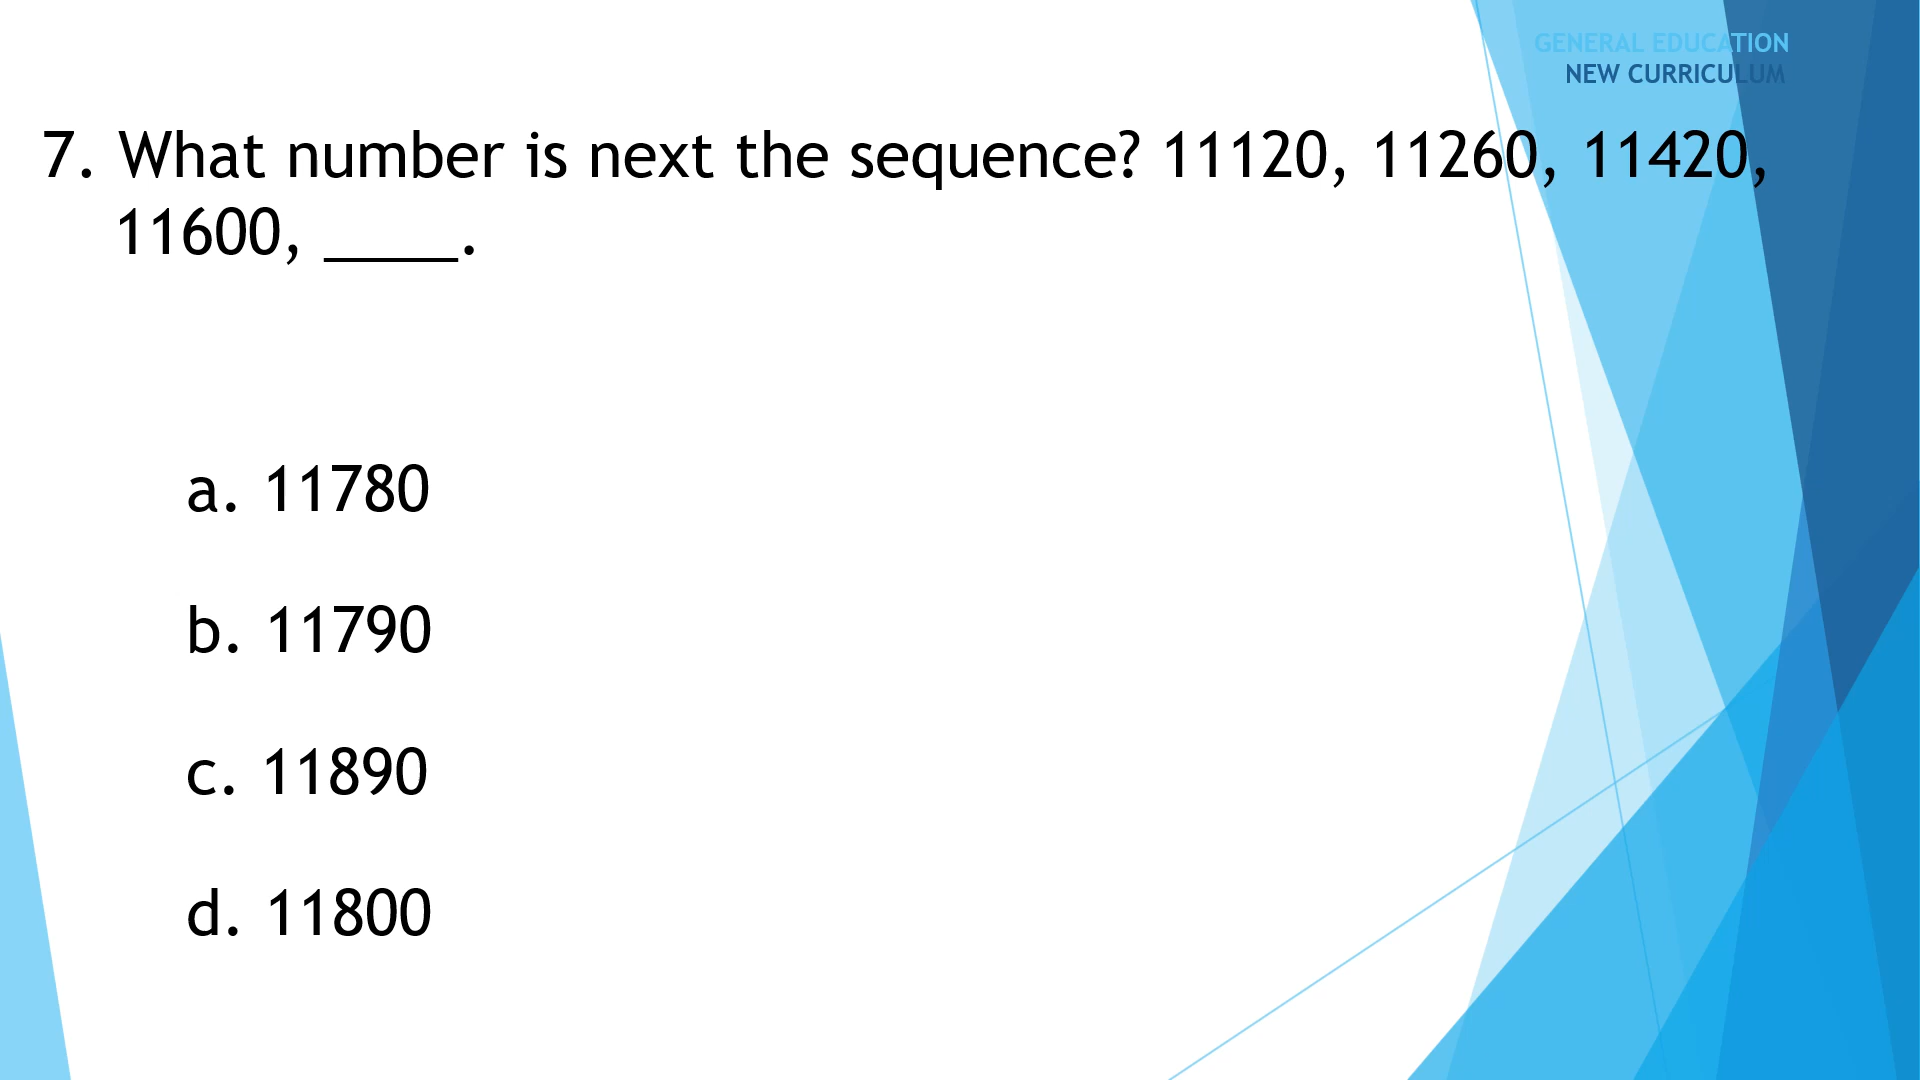 GENERAL EDUCATION
NEW CURRICULUM
7. What number is next the sequence? 11120, 11260, 11420,
11600, ____.
a. 11780
b. 11790
c. 11890
d. 11800